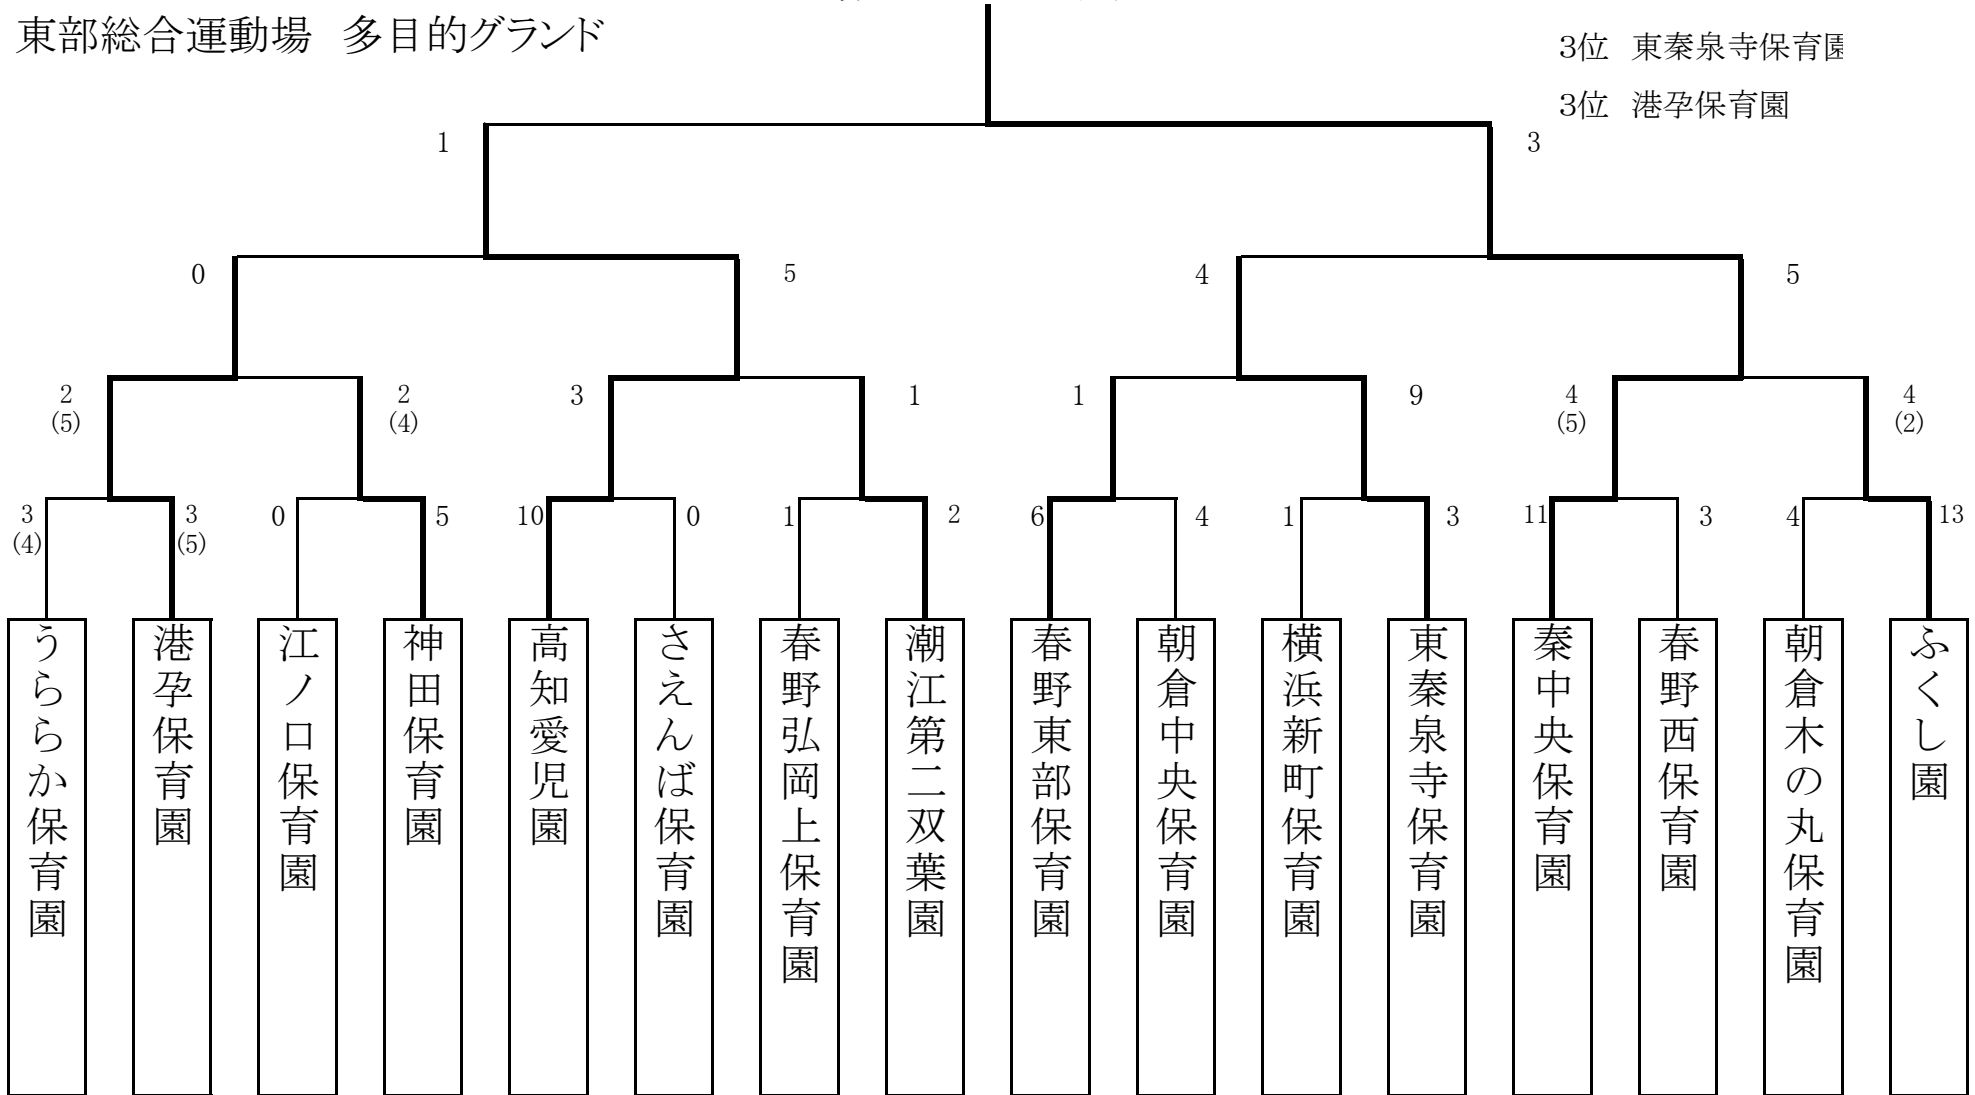 東部総合運動場 多目的グランド
3位 東秦泉寺保育園
3位 港孕保育園
1
3
0
5
4
5
2
(5)
2
(4)
3
1
1
9
4
(5)
4
(2)
3
(4)
3
(5)
0
5
10
0
1
2
6
4
1
3
11
3
4
13
うららか保育園
港孕保育園
江ノ口保育園
神田保育園
高知愛児園
さえんば保育園
春野弘岡上保育園
潮江第二双葉園
春野東部保育園
朝倉中央保育園
横浜新町保育園
東秦泉寺保育園
秦中央保育園
春野西保育園
朝倉木の丸保育園
ふくし園